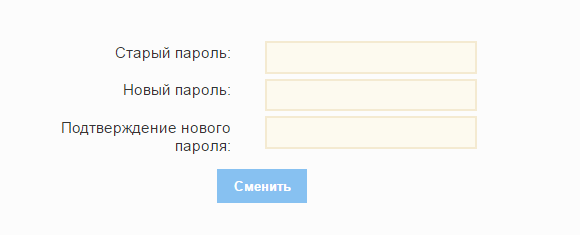 Старый пароль:
Новый пароль:
Подтверждение нового
пароля:
Сменить